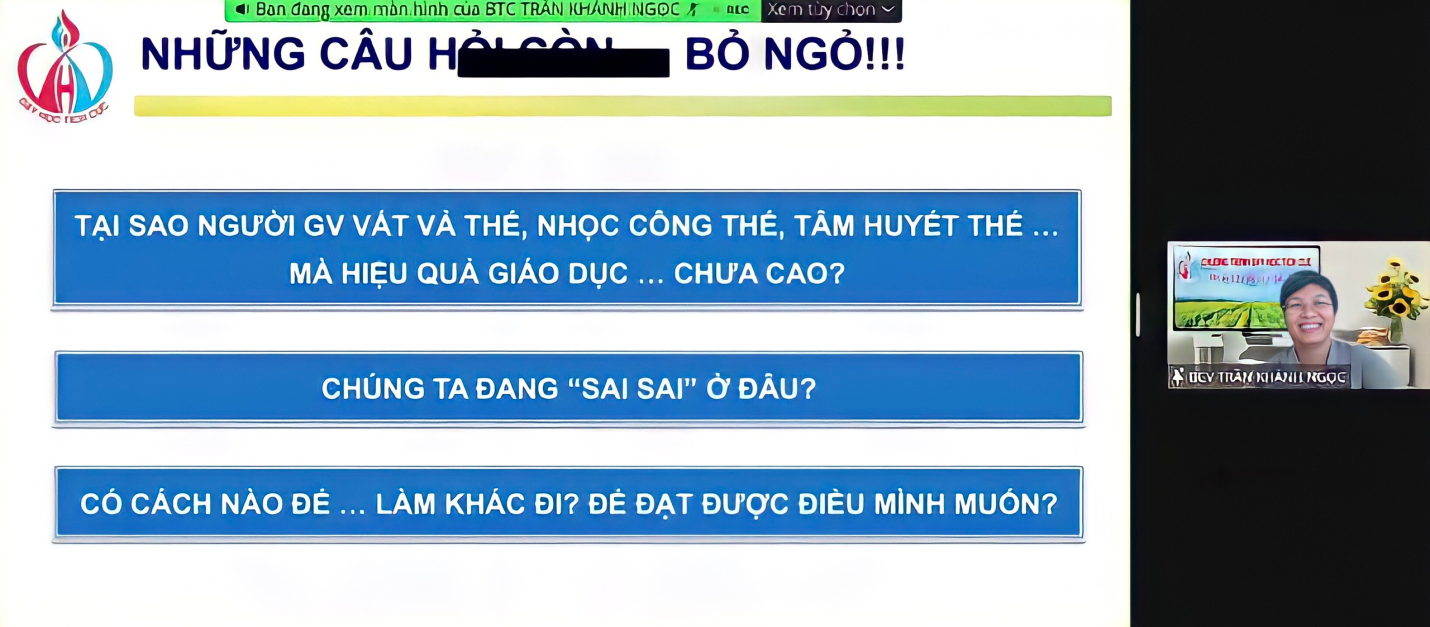 Bạn đang xem màn hình của BTC TRẦN KHÁNH NGỌC
Xem tùy chọn
NHỮNG CÂU HỎI CÒN BỎ NGỎ!!!
TẠI SAO NGƯỜI GV VẤT VẢ THẾ, NHỌC CÔNG THẾ, TÂM HUYẾT THẾ ...
MÀ HIỆU QUẢ GIÁO DỤC ... CHƯA CAO?
CHÚNG TA ĐANG “SAI SAI” Ở ĐÂU?
CÓ CÁCH NÀO ĐỂ ... LÀM KHÁC ĐI? ĐỂ ĐẠT ĐƯỢC ĐIỀU MÌNH MUỐN?
TRẦN KHÁNH NGỌC